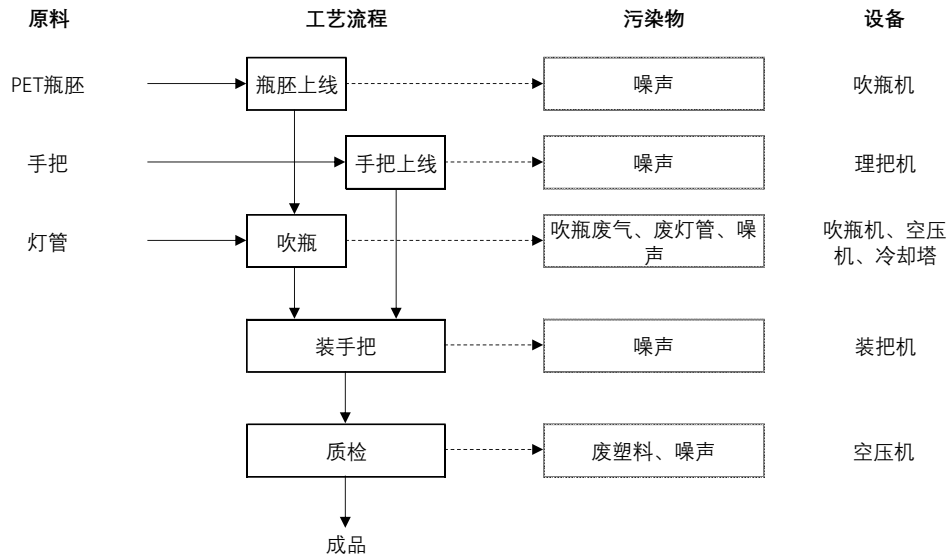 原料 工艺流程 污染物 设备
PET瓶胚 瓶胚上线 噪声 吹瓶机
手把 手把上线 噪声 理把机
灯管 吹瓶 吹瓶废气、废灯管、噪
声 吹瓶机、空压
机、冷却塔
装手把 噪声 装把机
质检 废塑料、噪声 空压机
成品